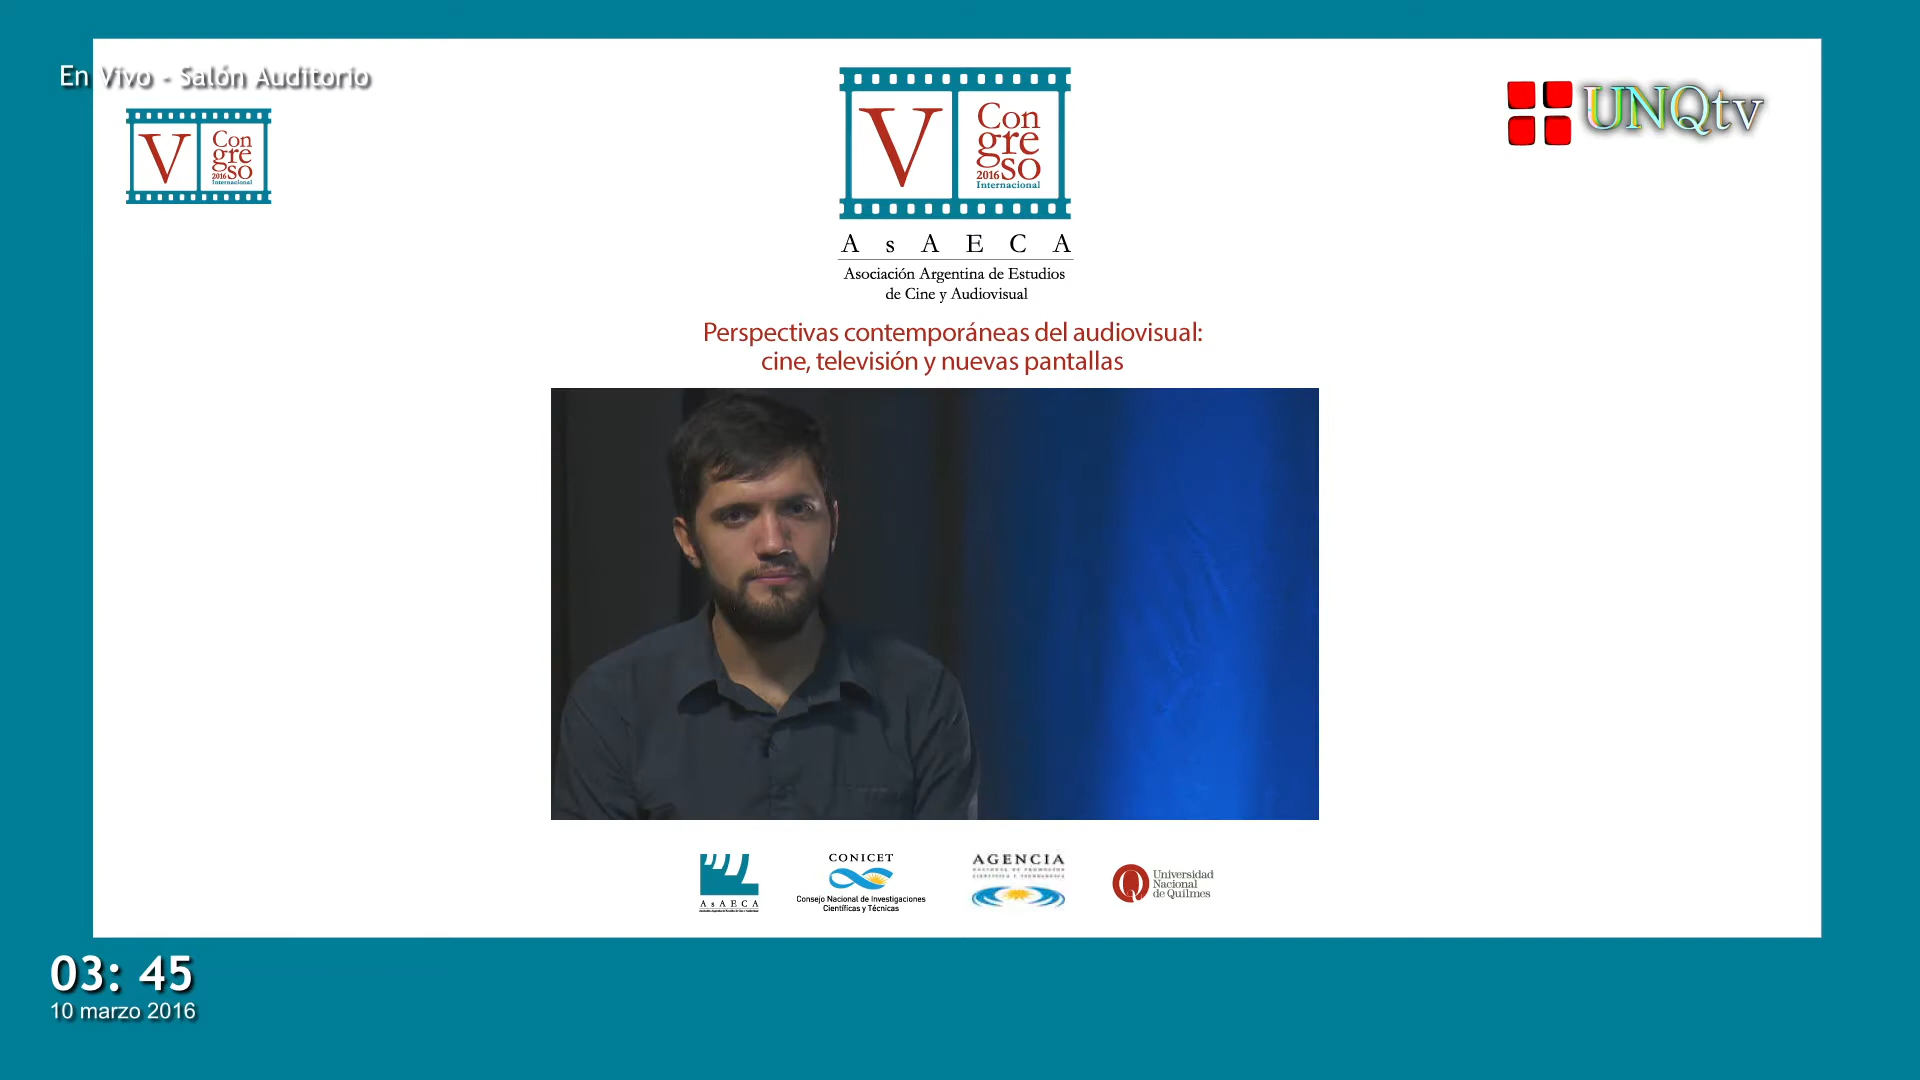 En Vivo - Salón Auditorio
V
Con
gre
2016 so
Internacional
V
Con
gre
2016 so
Internacional
UNQtv
A s A E C A
Asociación Argentina de Estudios
de Cine y Audiovisual
Perspectivas contemporáneas del audiovisual:
cine, televisión y nuevas pantallas
A s A E C A
CONICET
Consejo Nacional de Investigaciones
Científicas y Técnicas
AGENCIA
Universidad
Nacional
de Quilmes
03: 45
10 marzo 2016